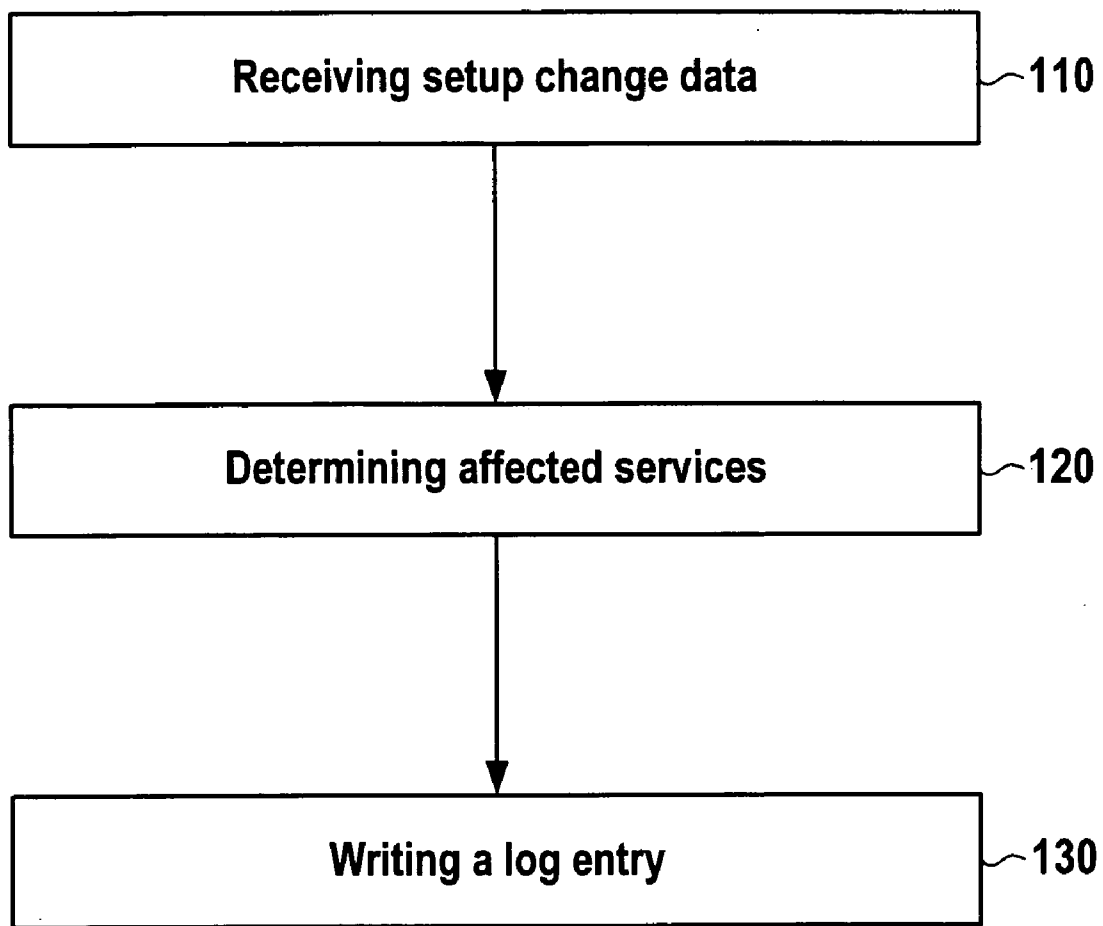 Receiving setup change data
110
Determining affected services
120
Writing a log entry
130